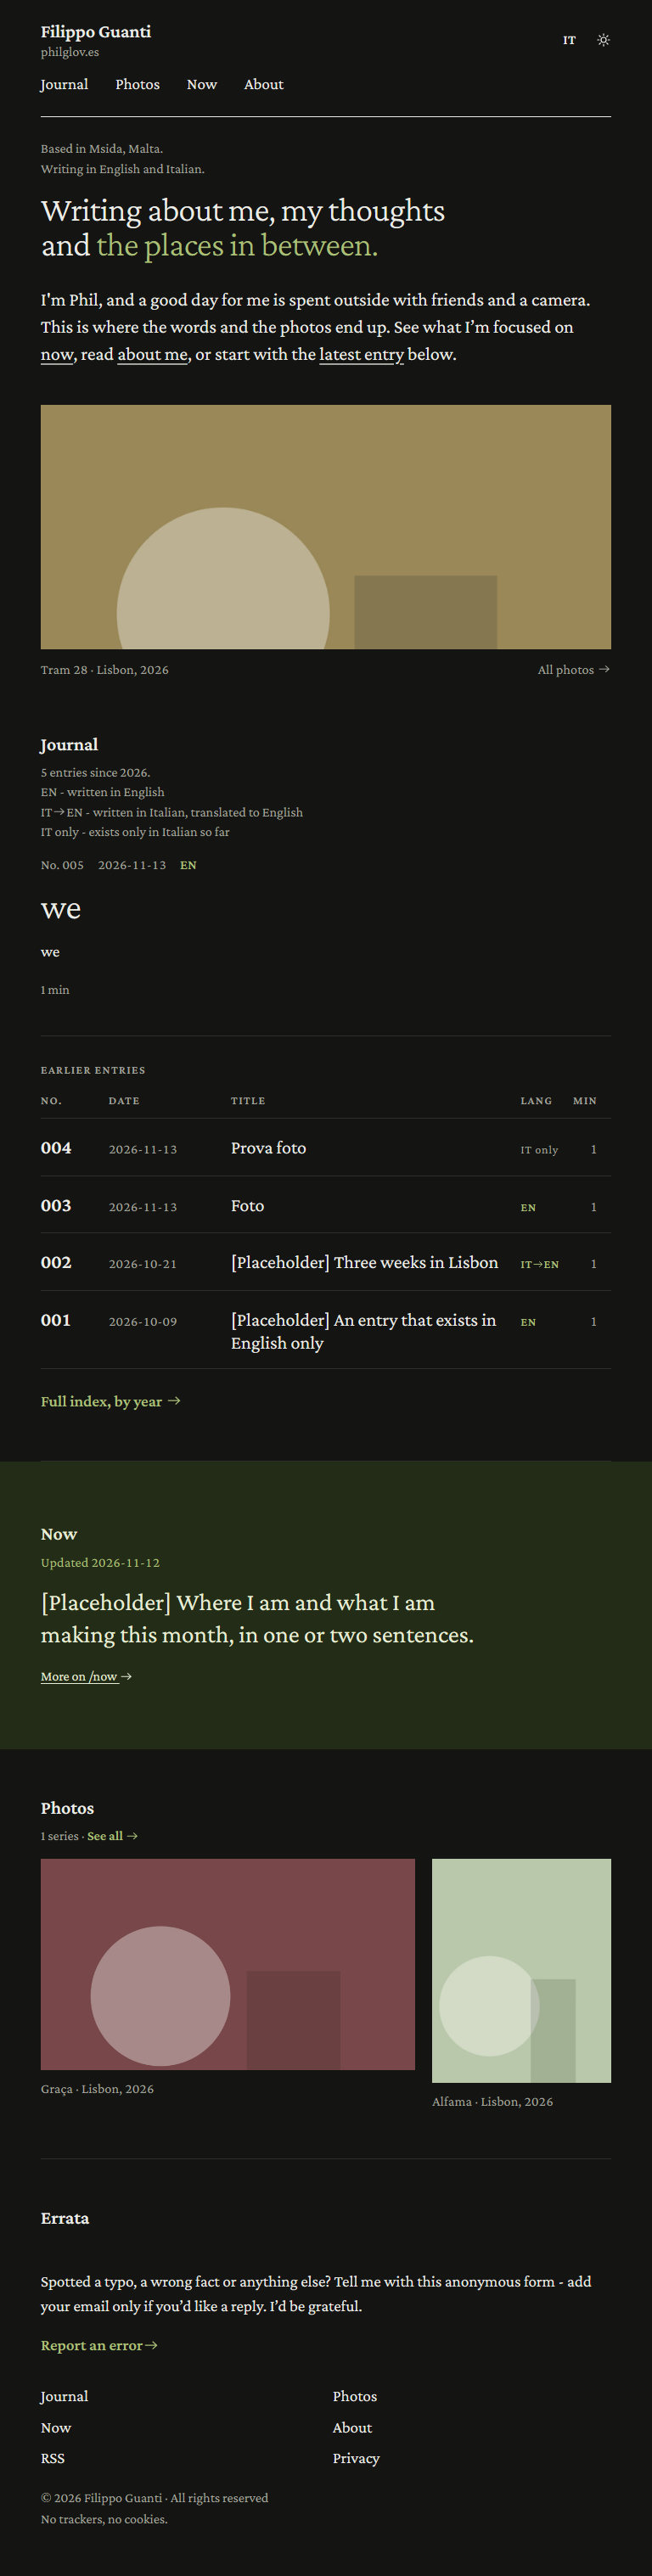 Filippo Guanti
philglov.es
IT
Journal Photos Now About
Based in Msida, Malta.
Writing in English and Italian.
Writing about me, my thoughts
and the places in between.
I'm Phil, and a good day for me is spent outside with friends and a camera.
This is where the words and the photos end up. See what I’m focused on
now, read about me, or start with the latest entry below.
Tram 28 · Lisbon, 2026
All photos →
Journal
5 entries since 2026.
EN - written in English
IT→EN - written in Italian, translated to English
IT only - exists only in Italian so far
No. 005 2026-11-13 EN
we
we
1 min
EARLIER ENTRIES
NO. DATE TITLE LANG MIN
004 2026-11-13 Prova foto IT only 1
003 2026-11-13 Foto EN 1
002 2026-10-21 [Placeholder] Three weeks in Lisbon IT→EN 1
001 2026-10-09 [Placeholder] An entry that exists in EN 1
English only
Full index, by year →
Now
Updated 2026-11-12
[Placeholder] Where I am and what I am
making this month, in one or two sentences.
More on /now →
Photos
1 series · See all →
Graça · Lisbon, 2026
Alfama · Lisbon, 2026
Errata
Spotted a typo, a wrong fact or anything else? Tell me with this anonymous form - add
your email only if you’d like a reply. I’d be grateful.
Report an error→
Journal Photos
Now About
RSS Privacy
© 2026 Filippo Guanti · All rights reserved
No trackers, no cookies.